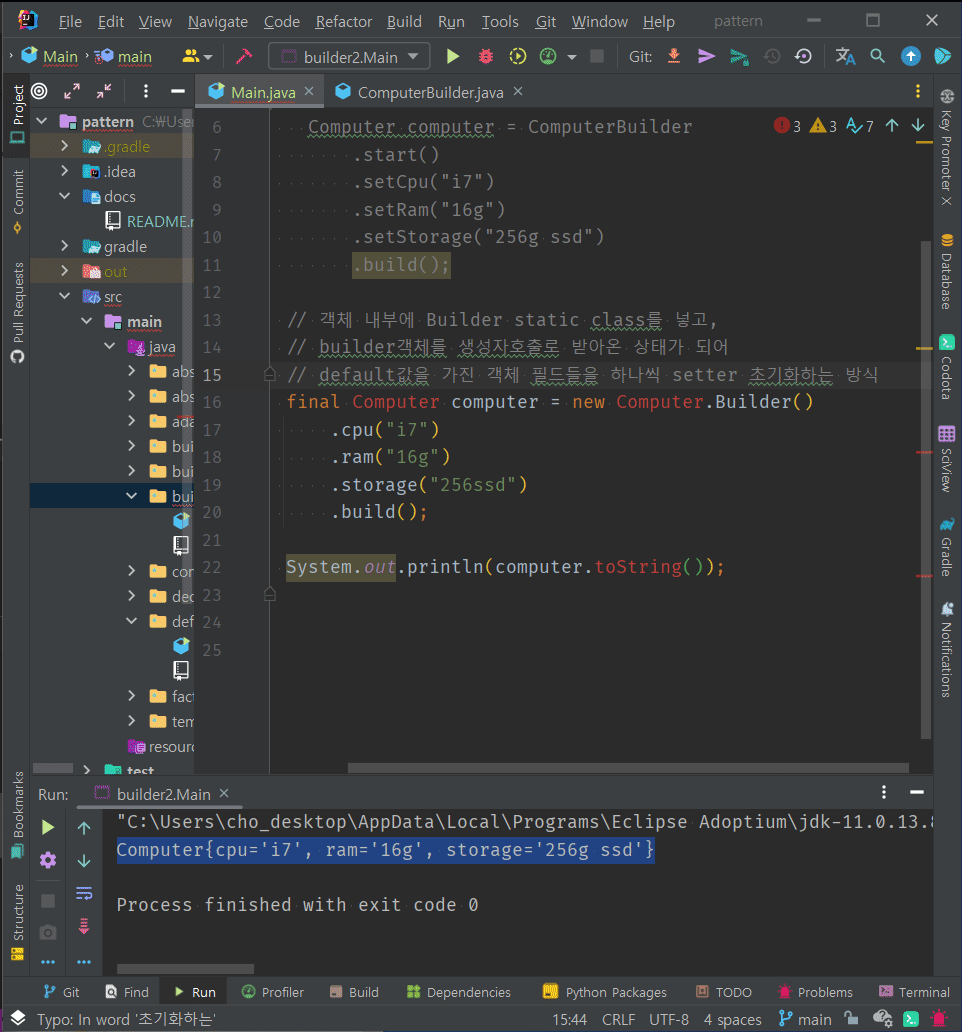 File Edit View Navigate Code Refactor Build Run Tools Git Window Help pattern
Main main builder2.Main Git:
Project
Commit
Pull Requests
Bookmarks
Structure
pattern C:₩Use
.gradle
.idea
docs
README.
gradle
out
src
main
java
abs
abs
ada
bui
bui
bui
con
dec
def
fact
tem
resourc
test
Main.java ComputerBuilder.java
3 3 7
6 Computer computer = ComputerBuilder
7 .start()
8 .setCpu("i7")
9 .setRam("16g")
10 .setStorage("256g ssd")
11 .build();
12
13 // 객체 내부에 Builder static class를 넣고,
14 // builder객체를 생성자호출로 받아온 상태가 되어
15 // default값을 가진 객체 필드들을 하나씩 setter 초기화하는 방식
16 final Computer computer = new Computer.Builder()
17 .cpu("i7")
18 .ram("16g")
19 .storage("256ssd")
20 .build();
21
22 System.out.println(computer.toString());
23
24
25
Key Promoter X
Database
Codota
SciView
Gradle
Notifications
Run: builder2.Main
"C:\Users\cho_desktop\AppData\Local\Programs\Eclipse Adoptium\jdk-11.0.13.8
Computer{cpu='i7', ram='16g', storage='256g ssd'}
Process finished with exit code 0
Git Find Run Profiler Build Dependencies Python Packages TODO Problems Terminal
Typo: In word '초기화하는' 15:44 CRLF UTF-8 4 spaces main